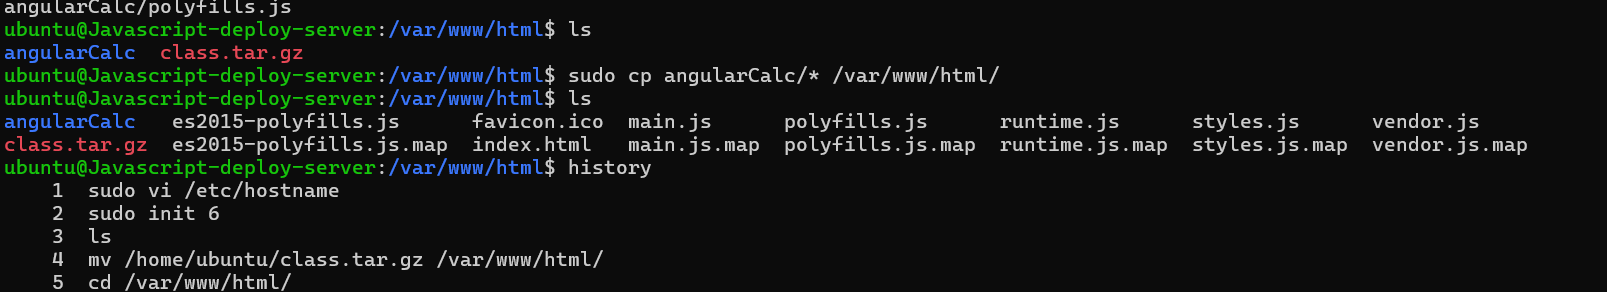 angularCalc/polyfills.js
ubuntu@Javascript-deploy-server:/var/www/html$ ls
angularCalc  class.tar.gz
ubuntu@Javascript-deploy-server:/var/www/html$ sudo cp angularCalc/* /var/www/html/
ubuntu@Javascript-deploy-server:/var/www/html$ ls
angularCalc   es2015-polyfills.js      favicon.ico  main.js      polyfills.js      runtime.js      styles.js      vendor.js
class.tar.gz  es2015-polyfills.js.map  index.html   main.js.map  polyfills.js.map  runtime.js.map  styles.js.map  vendor.js.map
ubuntu@Javascript-deploy-server:/var/www/html$ history
    1  sudo vi /etc/hostname
    2  sudo init 6
    3  ls
    4  mv /home/ubuntu/class.tar.gz /var/www/html/
    5  cd /var/www/html/